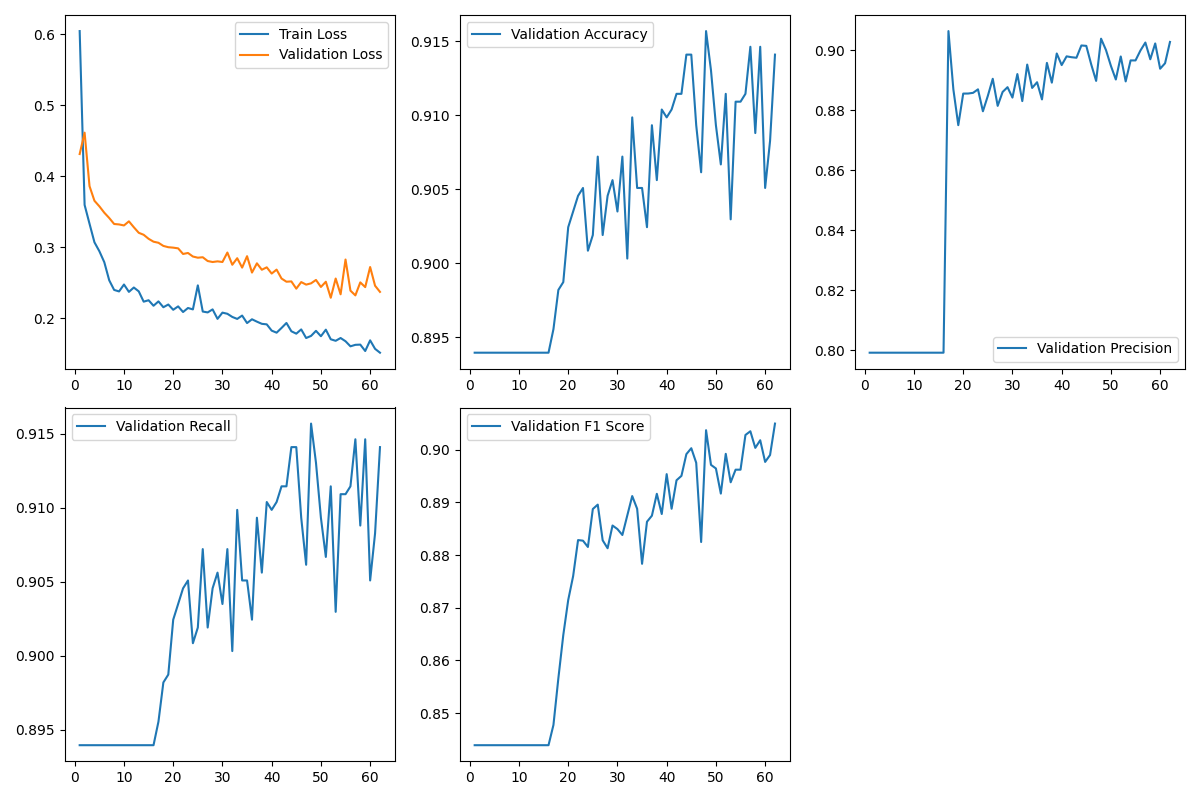 Train Loss
Validation Loss
0.6
0.5
0.4
0.3
0.2
0 10 20 30 40 50 60
Validation Accuracy
0.915
0.910
0.905
0.900
0.895
0 10 20 30 40 50 60
0.90
0.88
0.86
0.84
0.82
0.80
Validation Precision
0 10 20 30 40 50 60
Validation Recall
0.915
0.910
0.905
0.900
0.895
0 10 20 30 40 50 60
Validation F1 Score
0.90
0.89
0.88
0.87
0.86
0.85
0 10 20 30 40 50 60